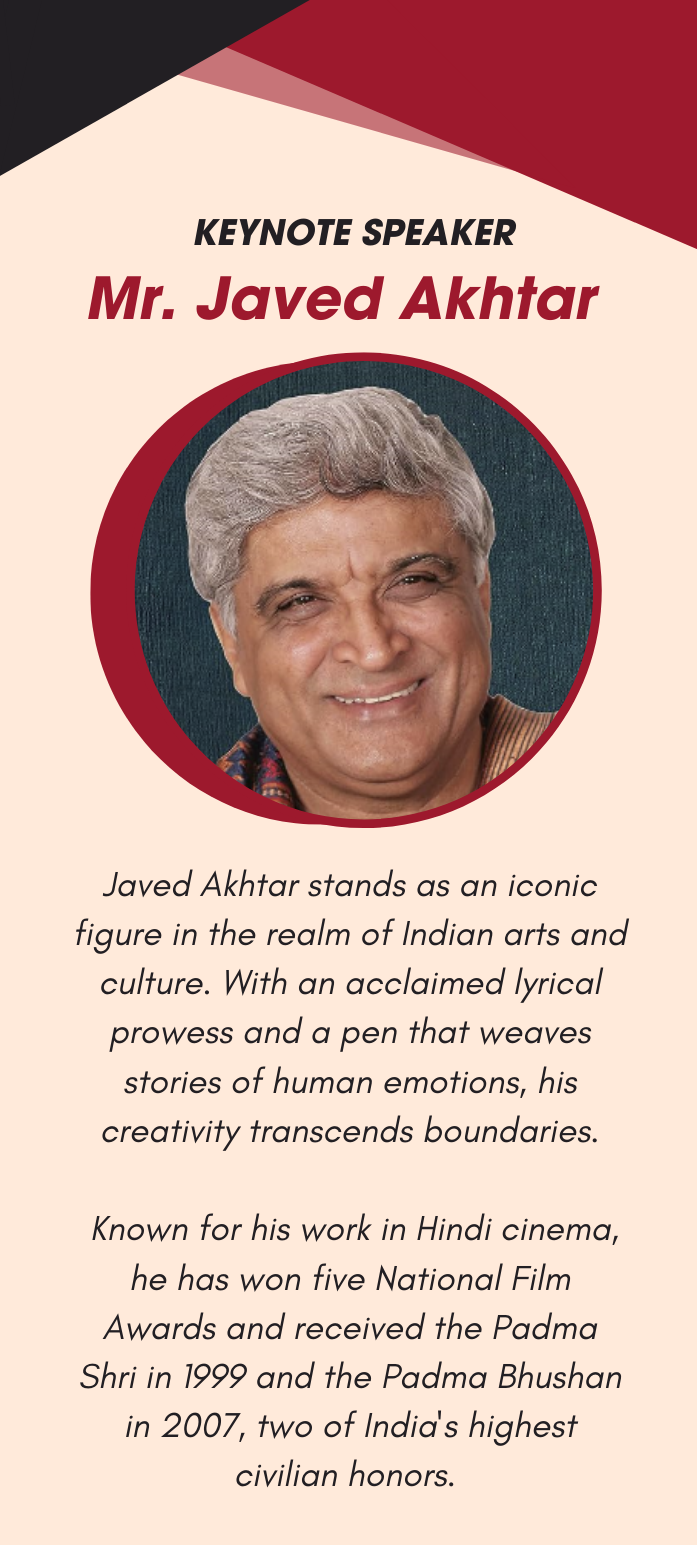 KEYNOTE SPEAKER
Mr. Javed Akhtar
Javed Akhtar stands as an iconic
figure in the realm of Indian arts and
culture. With an acclaimed lyrical
prowess and a pen that weaves
stories of human emotions, his
creativity transcends boundaries.
Known for his work in Hindi cinema,
he has won five National Film
Awards and received the Padma
Shri in 1999 and the Padma Bhushan
in 2007, two of India's highest
civilian honors.